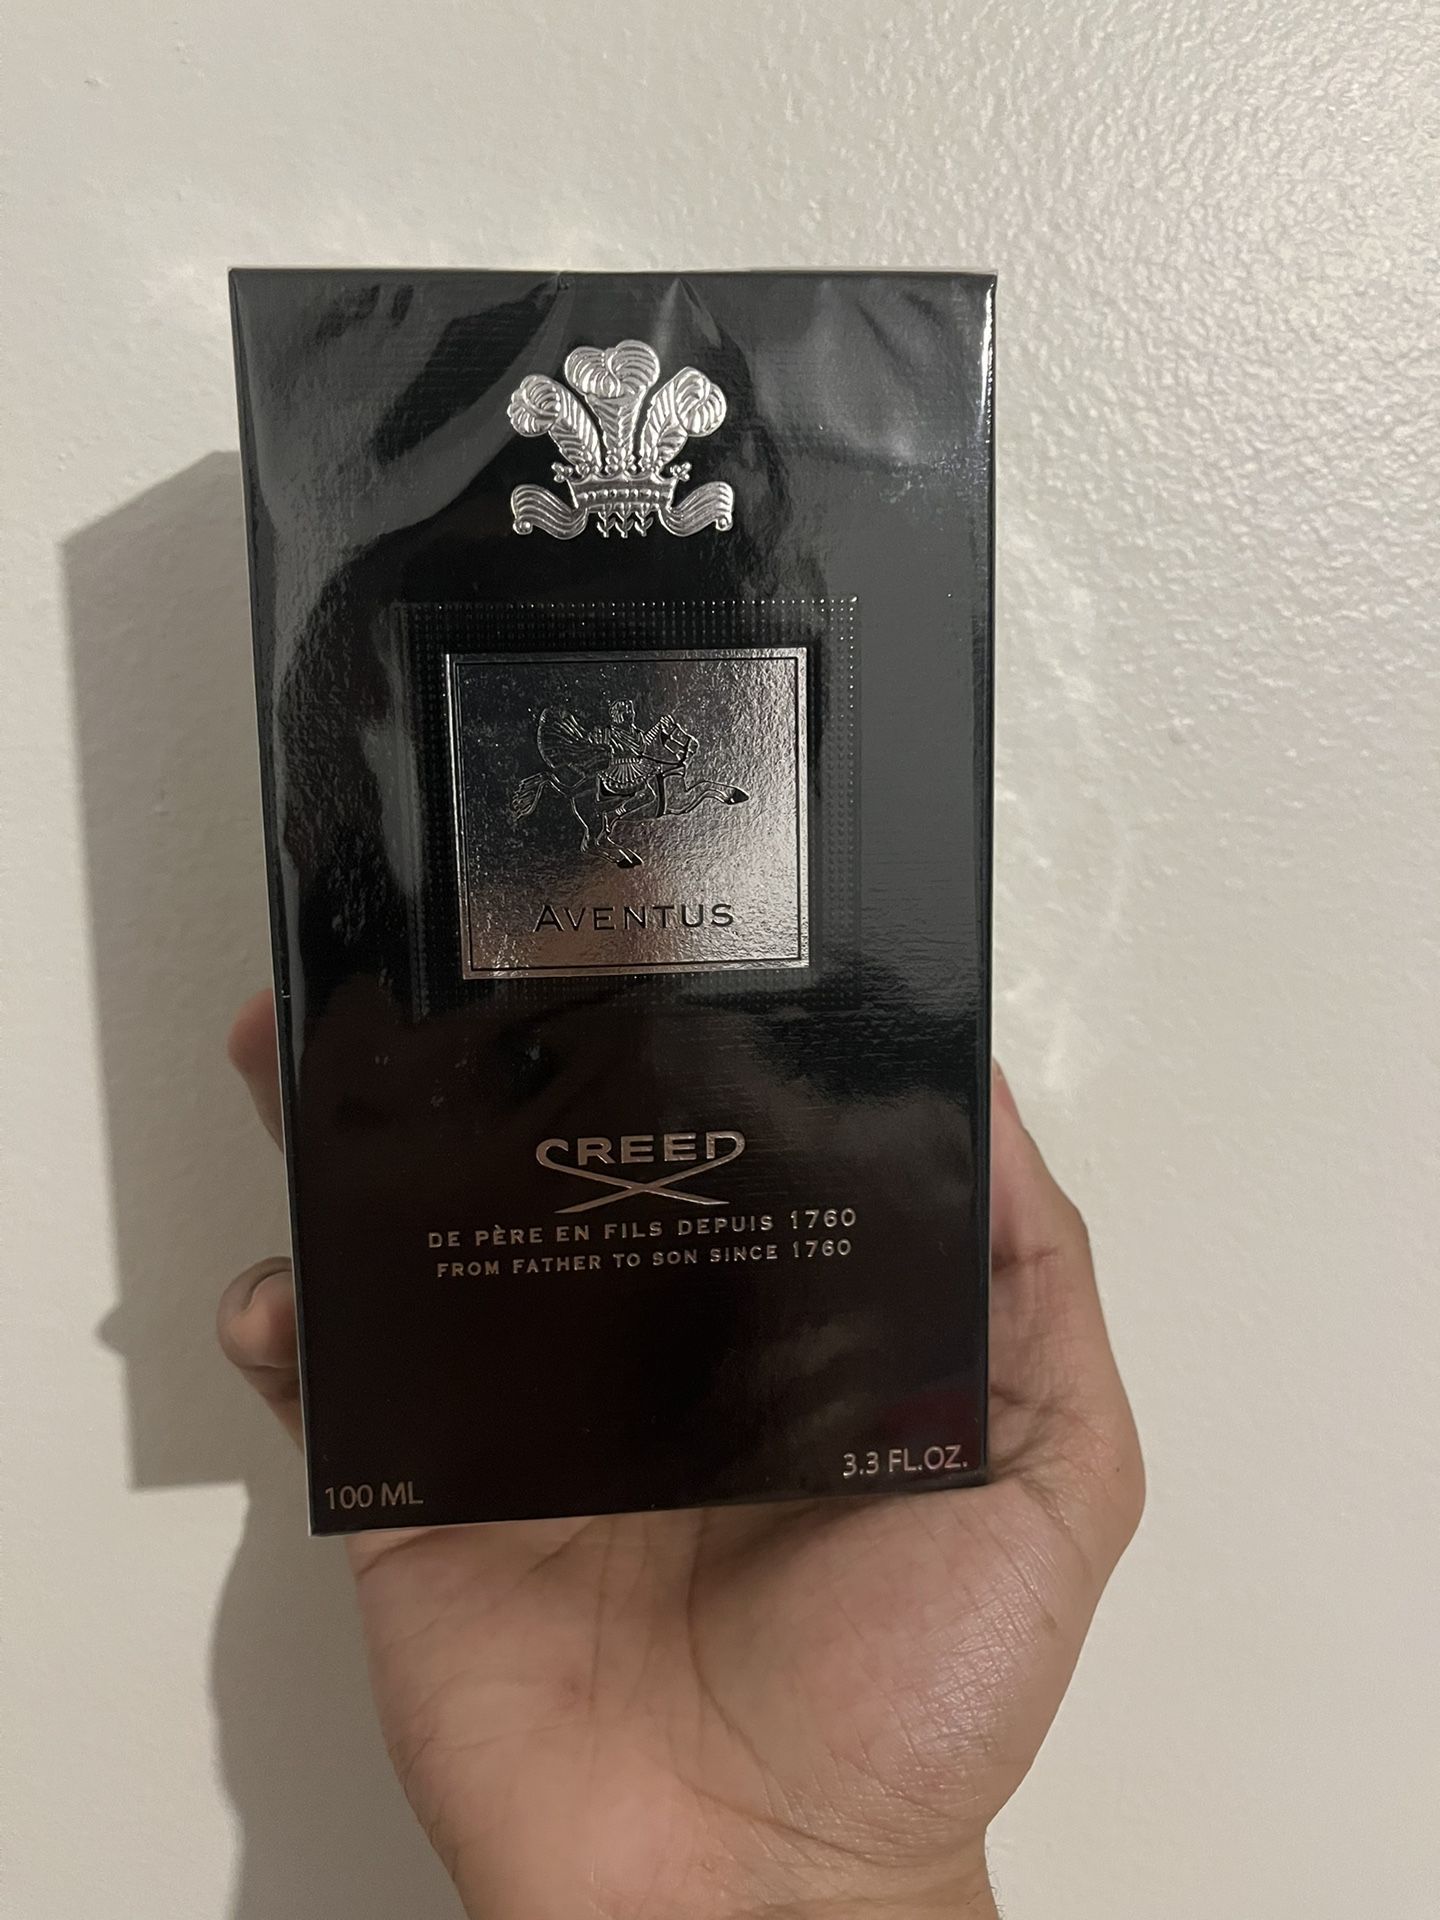 AVENTUS
CREED
DE PÈRE EN FILS DEPUIS 1760
FROM FATHER TO SON SINCE 1760
100 ML
3.3 FL.OZ.